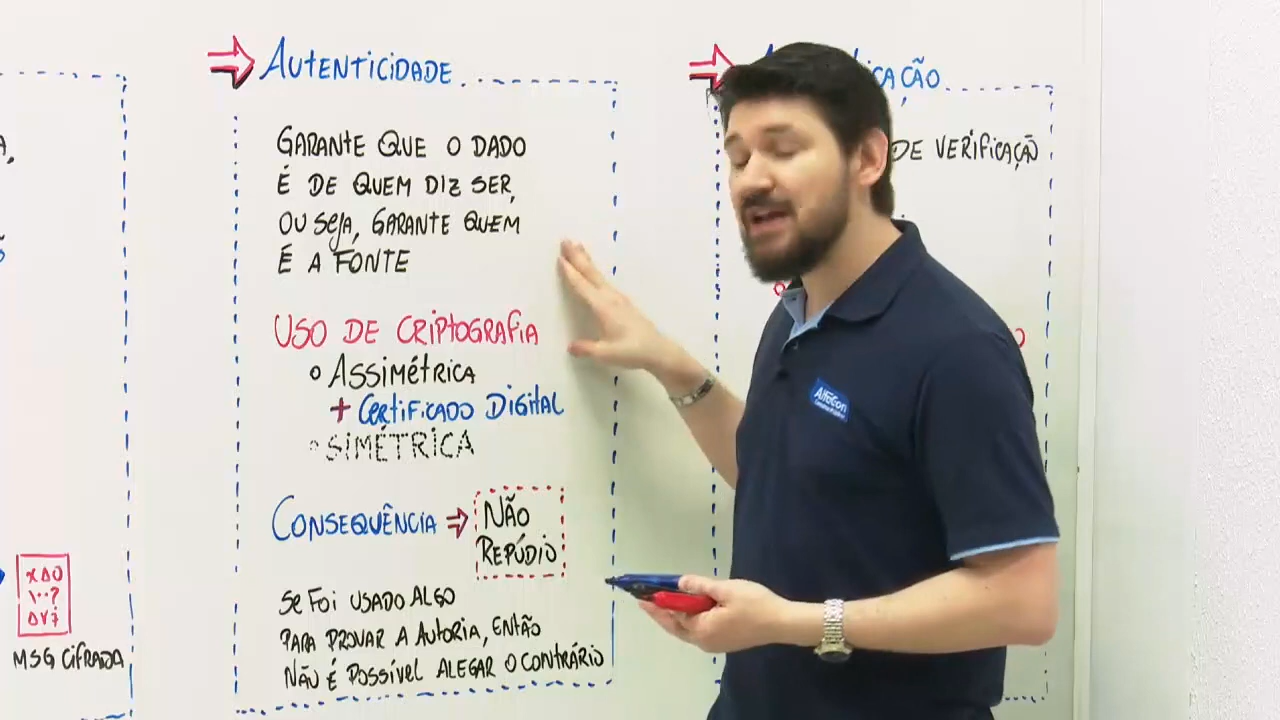 AUTENTICIDADE
GARANTE QUE O DADO
É DE QUEM DIZ SER,
OU SEJA, GARANTE QUEM
É A FONTE
USO DE CRIPTOGRAFIA
ASSIMÉTRICA
+ CERTIFICADO DIGITAL
SIMÉTRICA
CONSEQUÊNCIA ⇒ NÃO
REPÚDIO
SE FOI USADO ALGO
PARA PROVAR A AUTORIA, ENTÃO
NÃO É POSSÍVEL ALEGAR O CONTRÁRIO
MSG CIFRADA
DE VERIFICAÇÃO
AlfaCon